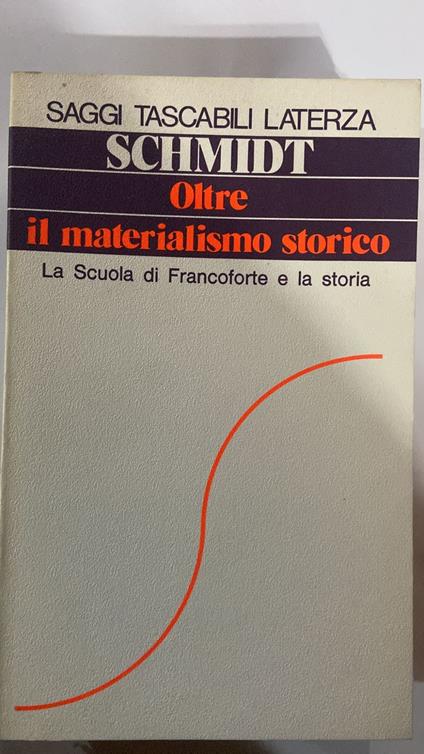 SAGGI TASCABILI LATERZA
SCHMIDT
Oltre
il materialismo storico
La Scuola di Francoforte e la storia